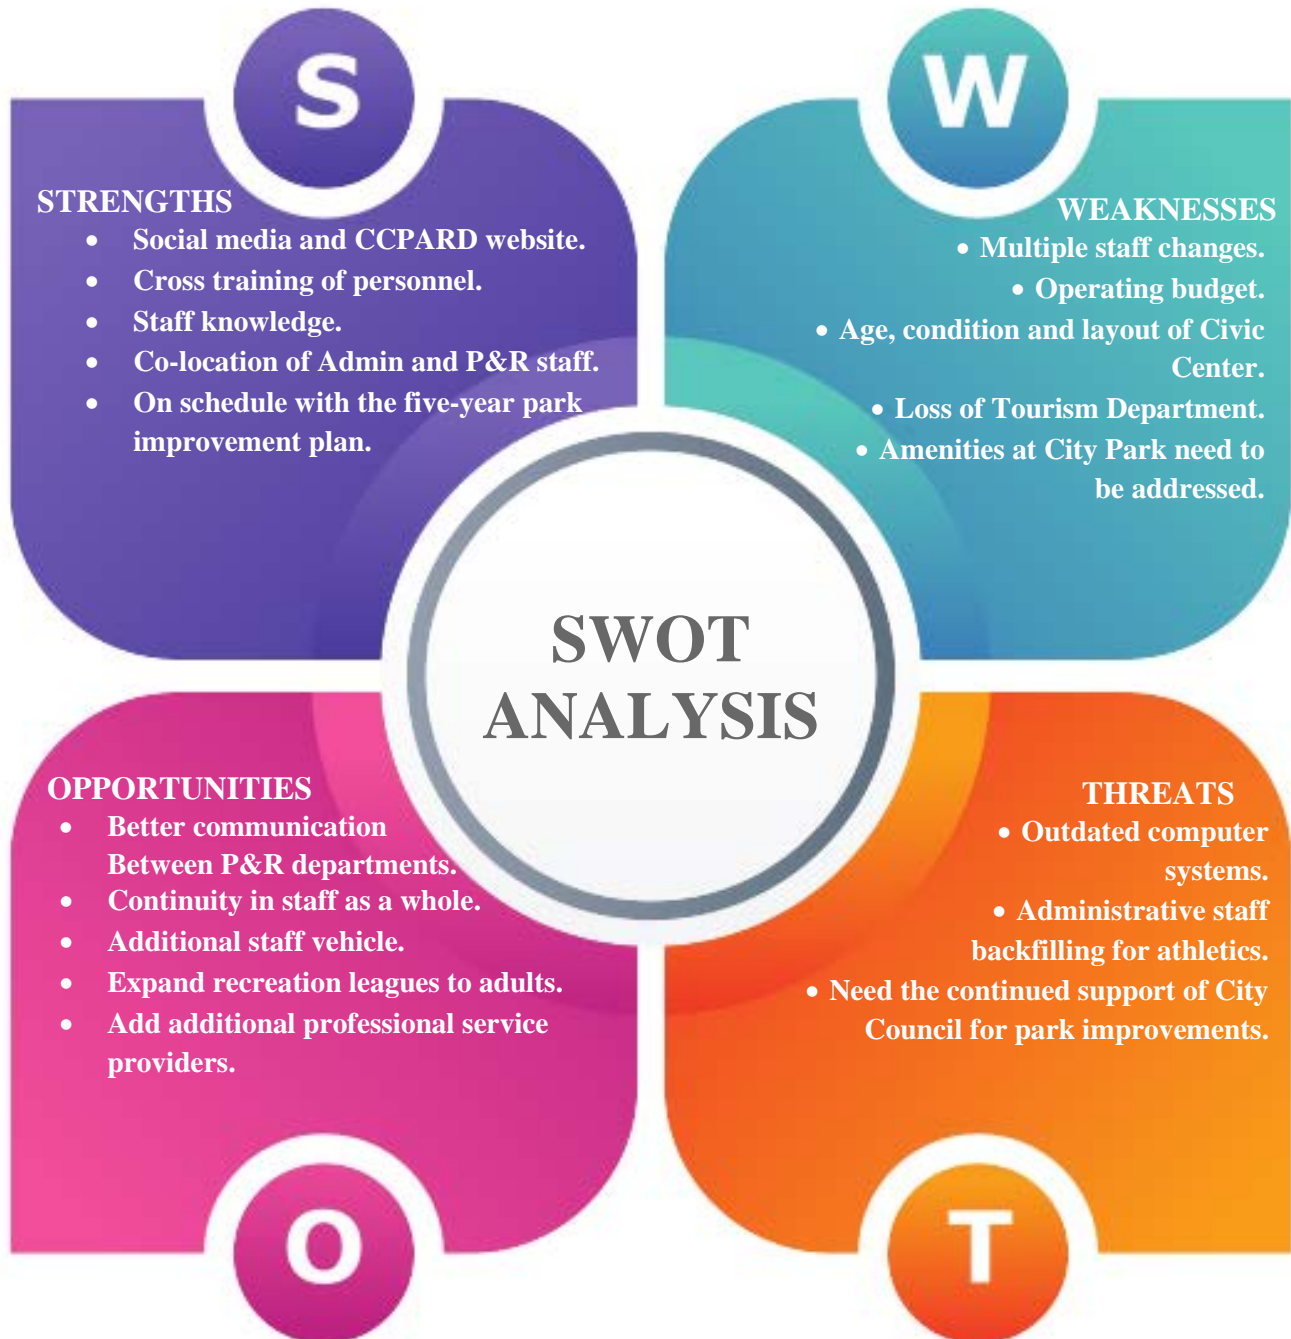 S
STRENGTHS
• Social media and CCPARD website.
• Cross training of personnel.
• Staff knowledge.
• Co-location of Admin and P&R staff.
• On schedule with the five-year park
improvement plan.
W
WEAKNESSES
• Multiple staff changes.
• Operating budget.
• Age, condition and layout of Civic
Center.
• Loss of Tourism Department.
• Amenities at City Park need to
be addressed.
SWOT
ANALYSIS
OPPORTUNITIES
• Better communication
Between P&R departments.
• Continuity in staff as a whole.
• Additional staff vehicle.
• Expand recreation leagues to adults.
• Add additional professional service
providers.
O
THREATS
• Outdated computer
systems.
• Administrative staff
backfilling for athletics.
• Need the continued support of City
Council for park improvements.
T